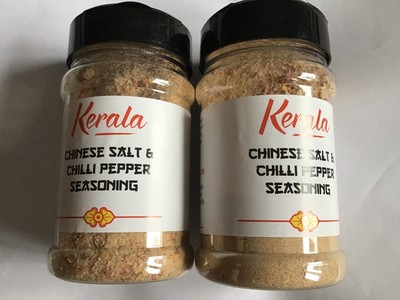 Kerala
CHINESE SALT &
CHILLI PEPPER
SEASONING
Kerala
CHINESE SALT &
CHILLI PEPPER
SEASONING